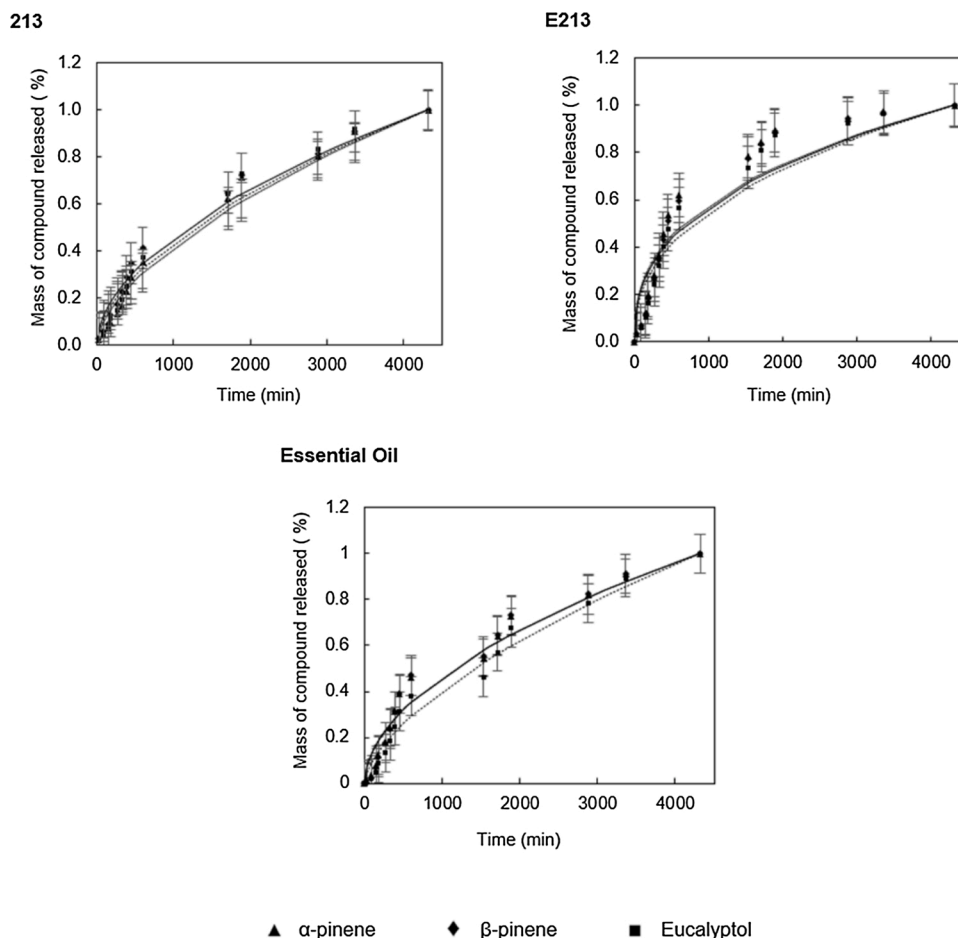 213
Mass of compound released ( %)
1.2
1.0
0.8
0.6
0.4
0.2
0.0
0 1000 2000 3000 4000
Time (min)
E213
Mass of compound released ( %)
1.2
1.0
0.8
0.6
0.4
0.2
0.0
0 1000 2000 3000 4000
Time (min)
Essential Oil
Mass of compound released ( %)
1.2
1
0.8
0.6
0.4
0.2
0
0 1000 2000 3000 4000
Time (min)
α-pinene β-pinene Eucalyptol